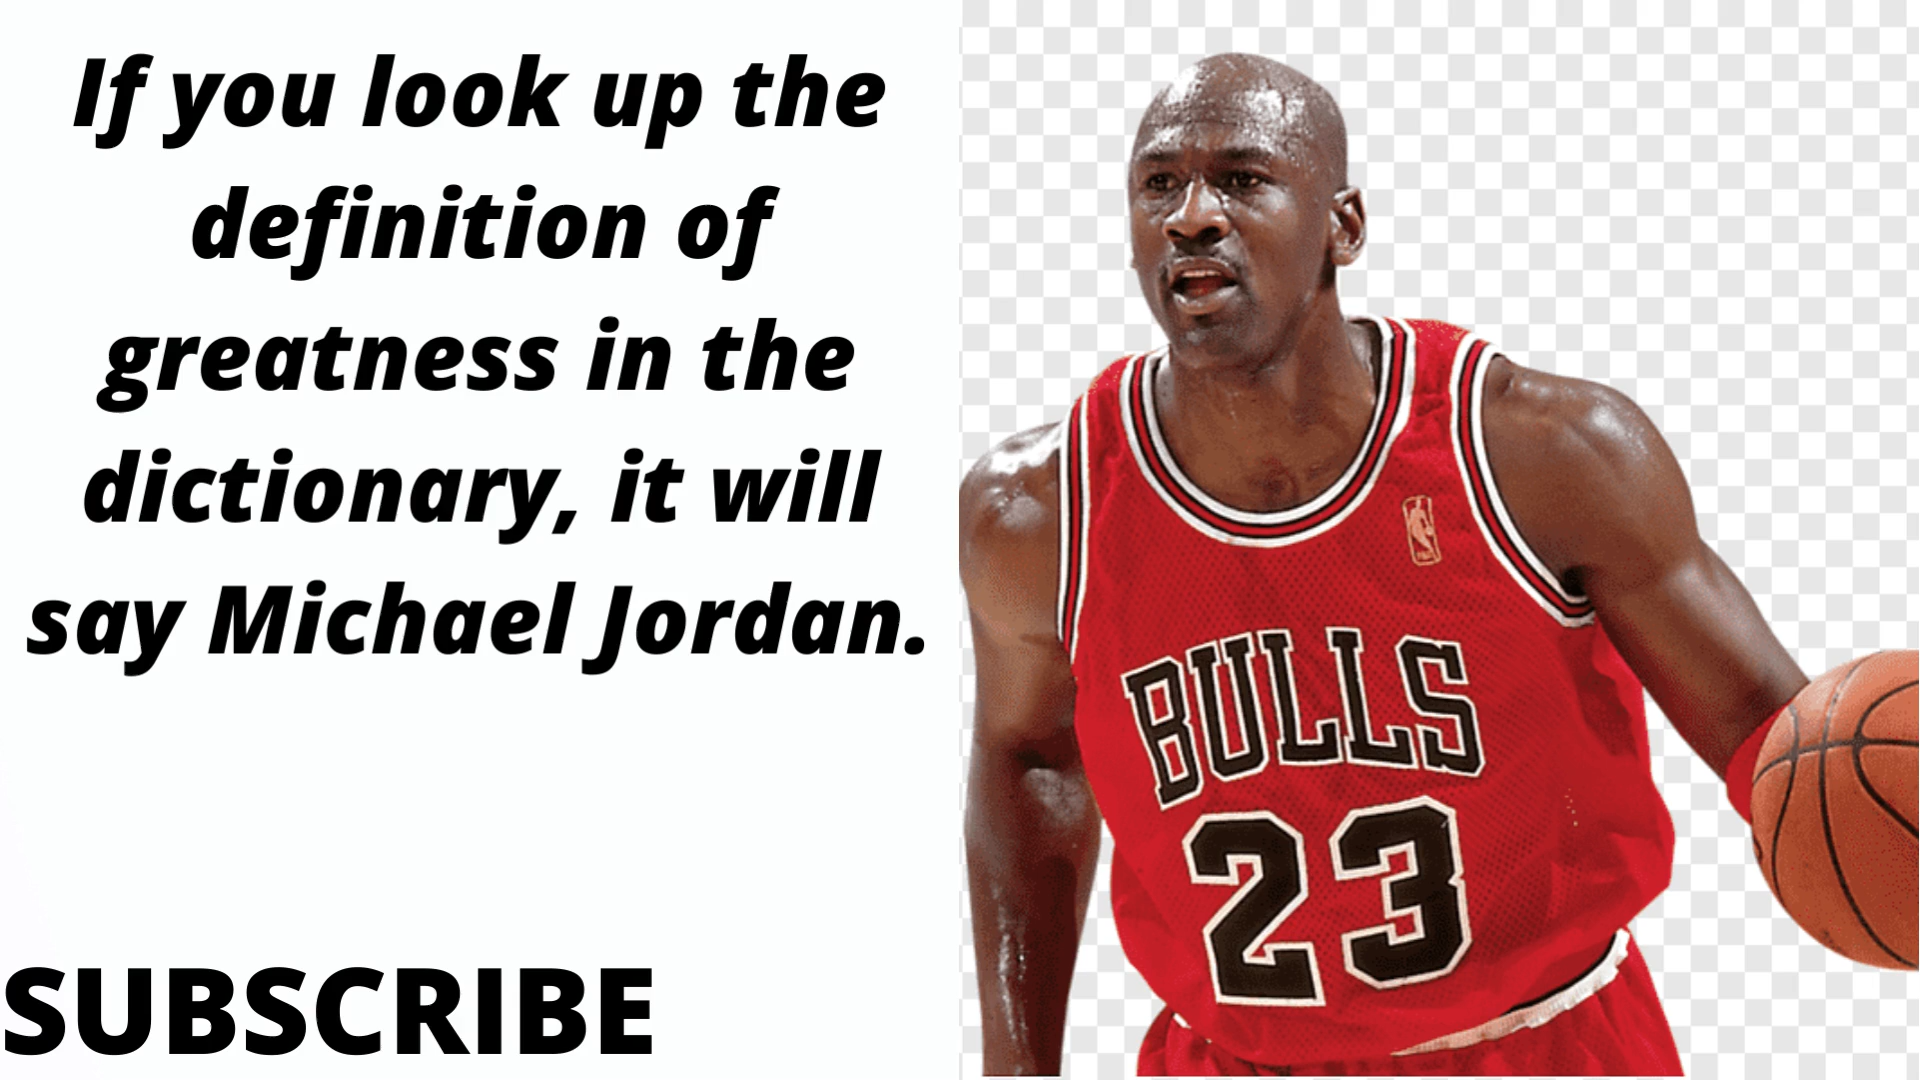 If you look up the
definition of
greatness in the
dictionary, it will
say Michael Jordan.
SUBSCRIBE
BULLS
23